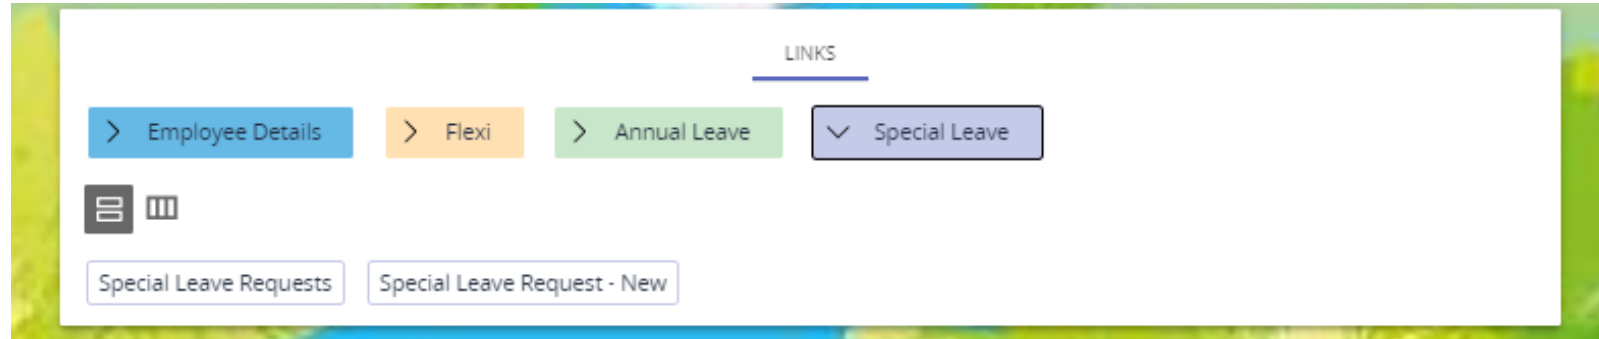 LINKS
Employee Details Flexi Annual Leave Special Leave
Special Leave Requests Special Leave Request - New